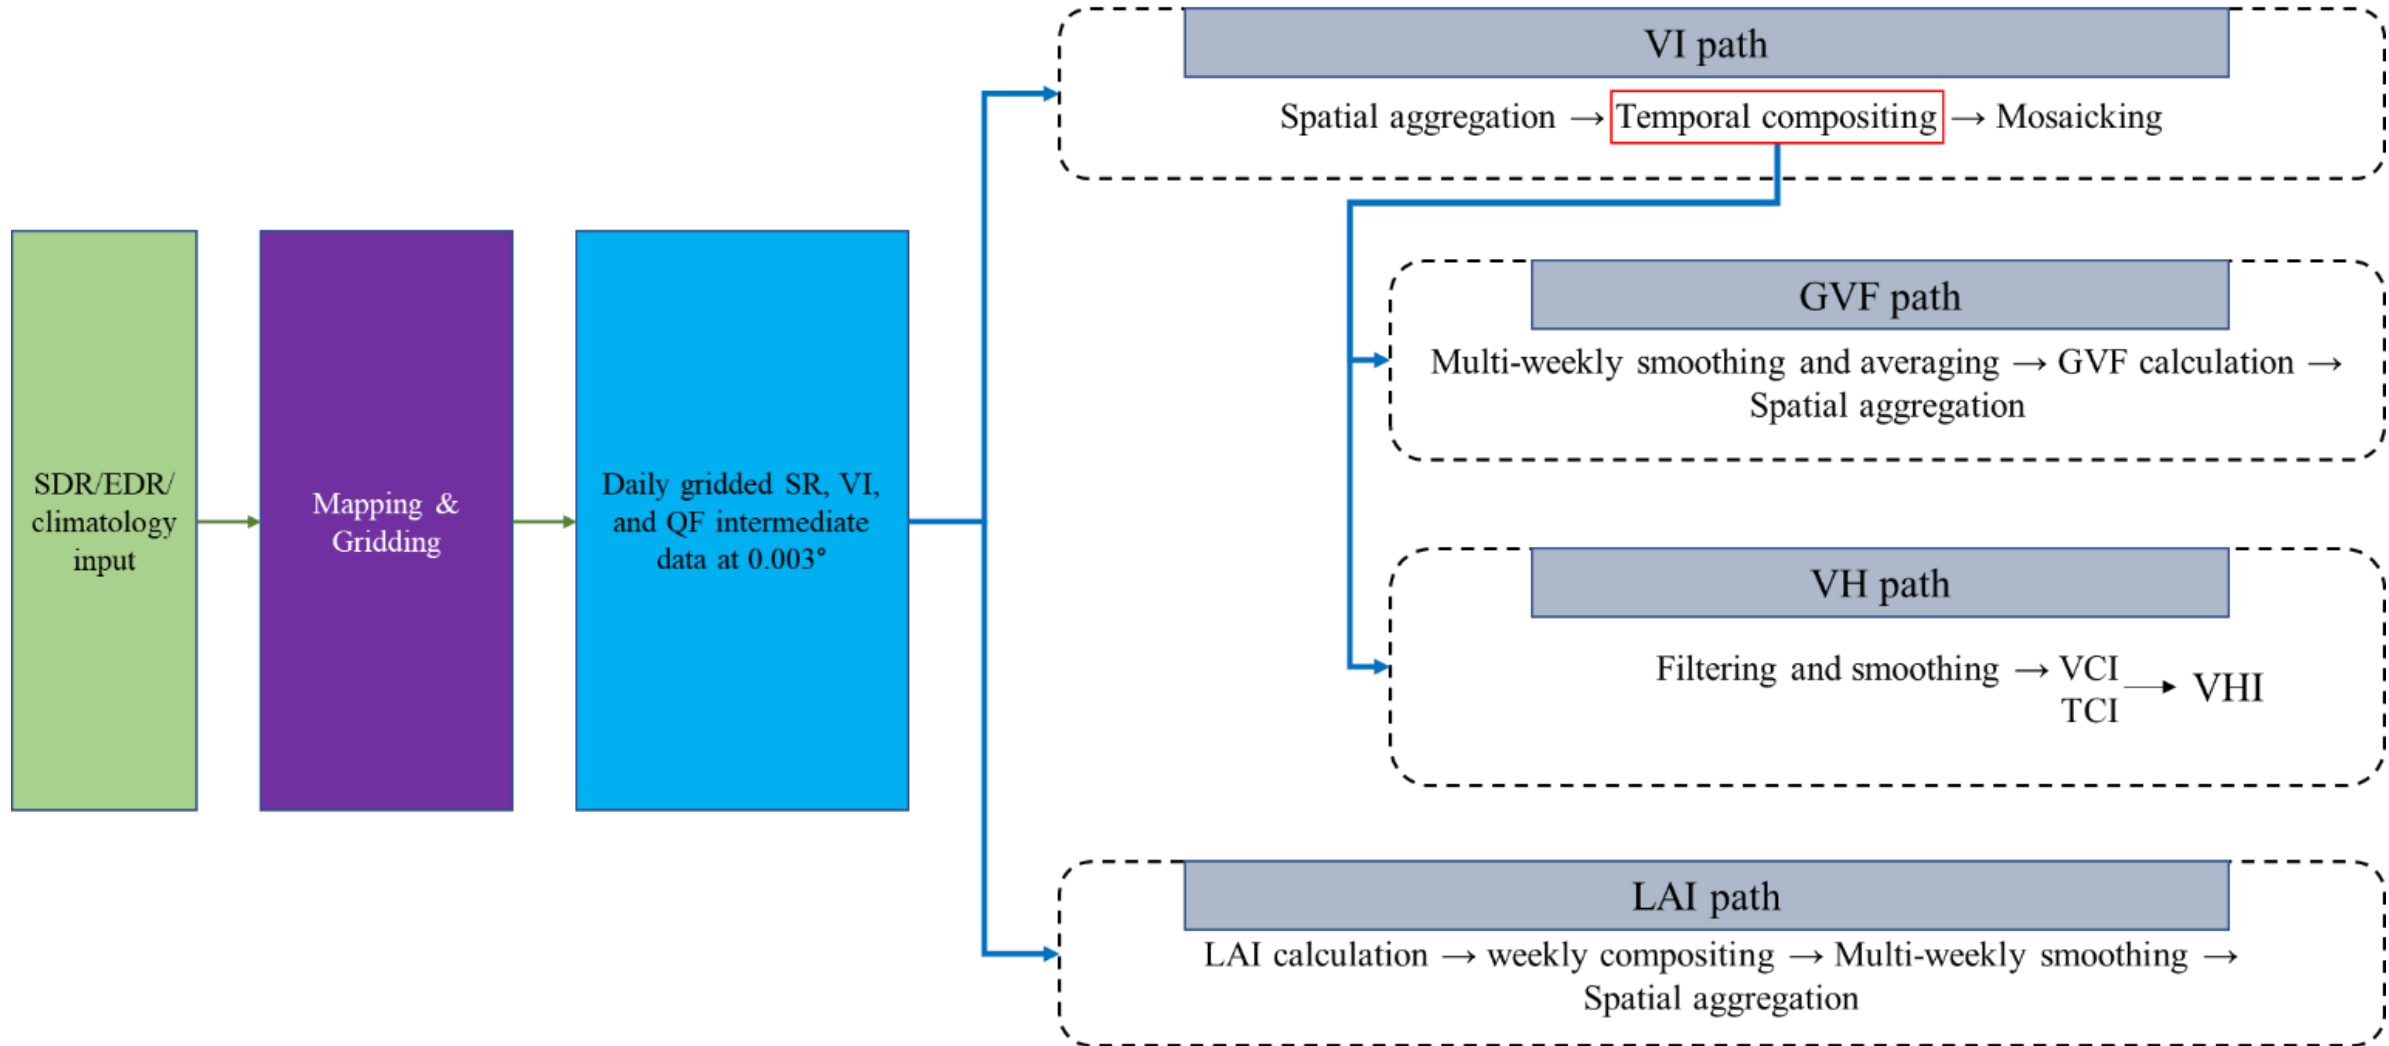 SDR/EDR/
climatology
input
Mapping &
Gridding
Daily gridded SR, VI,
and QF intermediate
data at 0.003°
VI path
Spatial aggregation → Temporal compositing → Mosaicking
GVF path
Multi-weekly smoothing and averaging → GVF calculation →
Spatial aggregation
VH path
Filtering and smoothing → VCI
TCI → VHI
LAI path
LAI calculation → weekly compositing → Multi-weekly smoothing →
Spatial aggregation